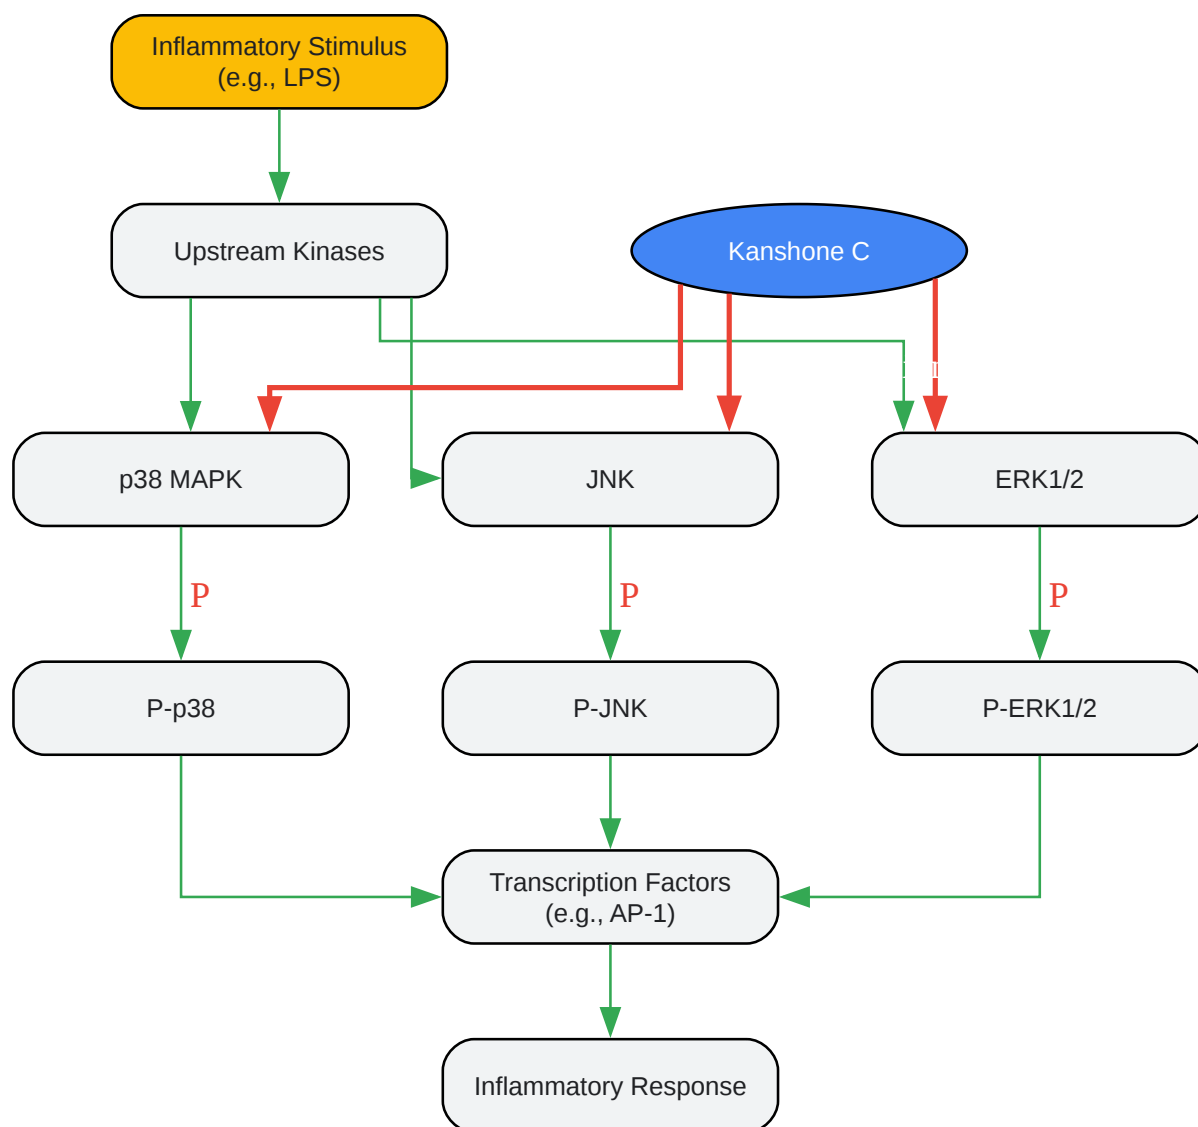 Inflammatory Stimulus
(e.g., LPS)
Upstream Kinases
Kanshone C
p38 MAPK
JNK
ERK1/2
P
P
P
P-p38
P-JNK
P-ERK1/2
Transcription Factors
(e.g., AP-1)
Inflammatory Response